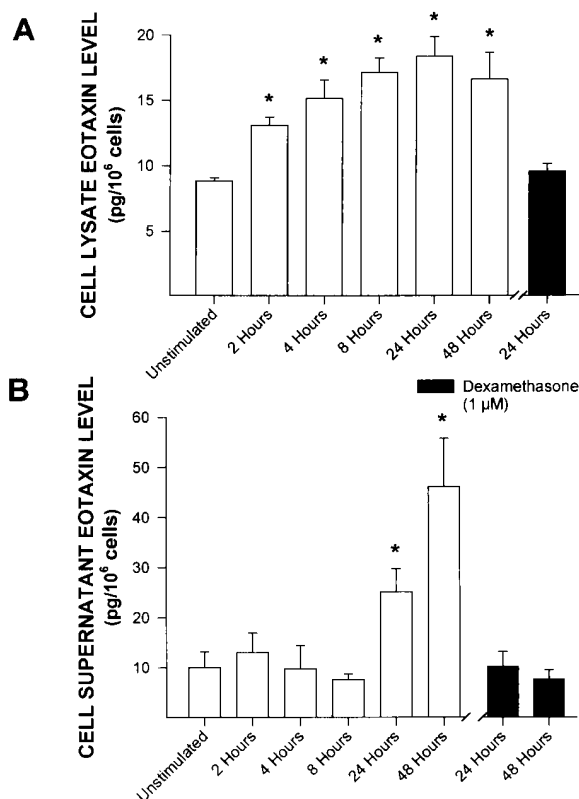 A
CELL LYSATE EOTAXIN LEVEL
(pg/10⁶ cells)
20
15
10
5
* * * * *
Unstimulated
2 Hours
4 Hours
8 Hours
24 Hours
48 Hours
24 Hours
B
Dexamethasone
(1 µM)
CELL SUPERNATANT EOTAXIN LEVEL
(pg/10⁶ cells)
60
50
40
30
20
10
* *
Unstimulated
2 Hours
4 Hours
8 Hours
24 Hours
48 Hours
24 Hours
48 Hours